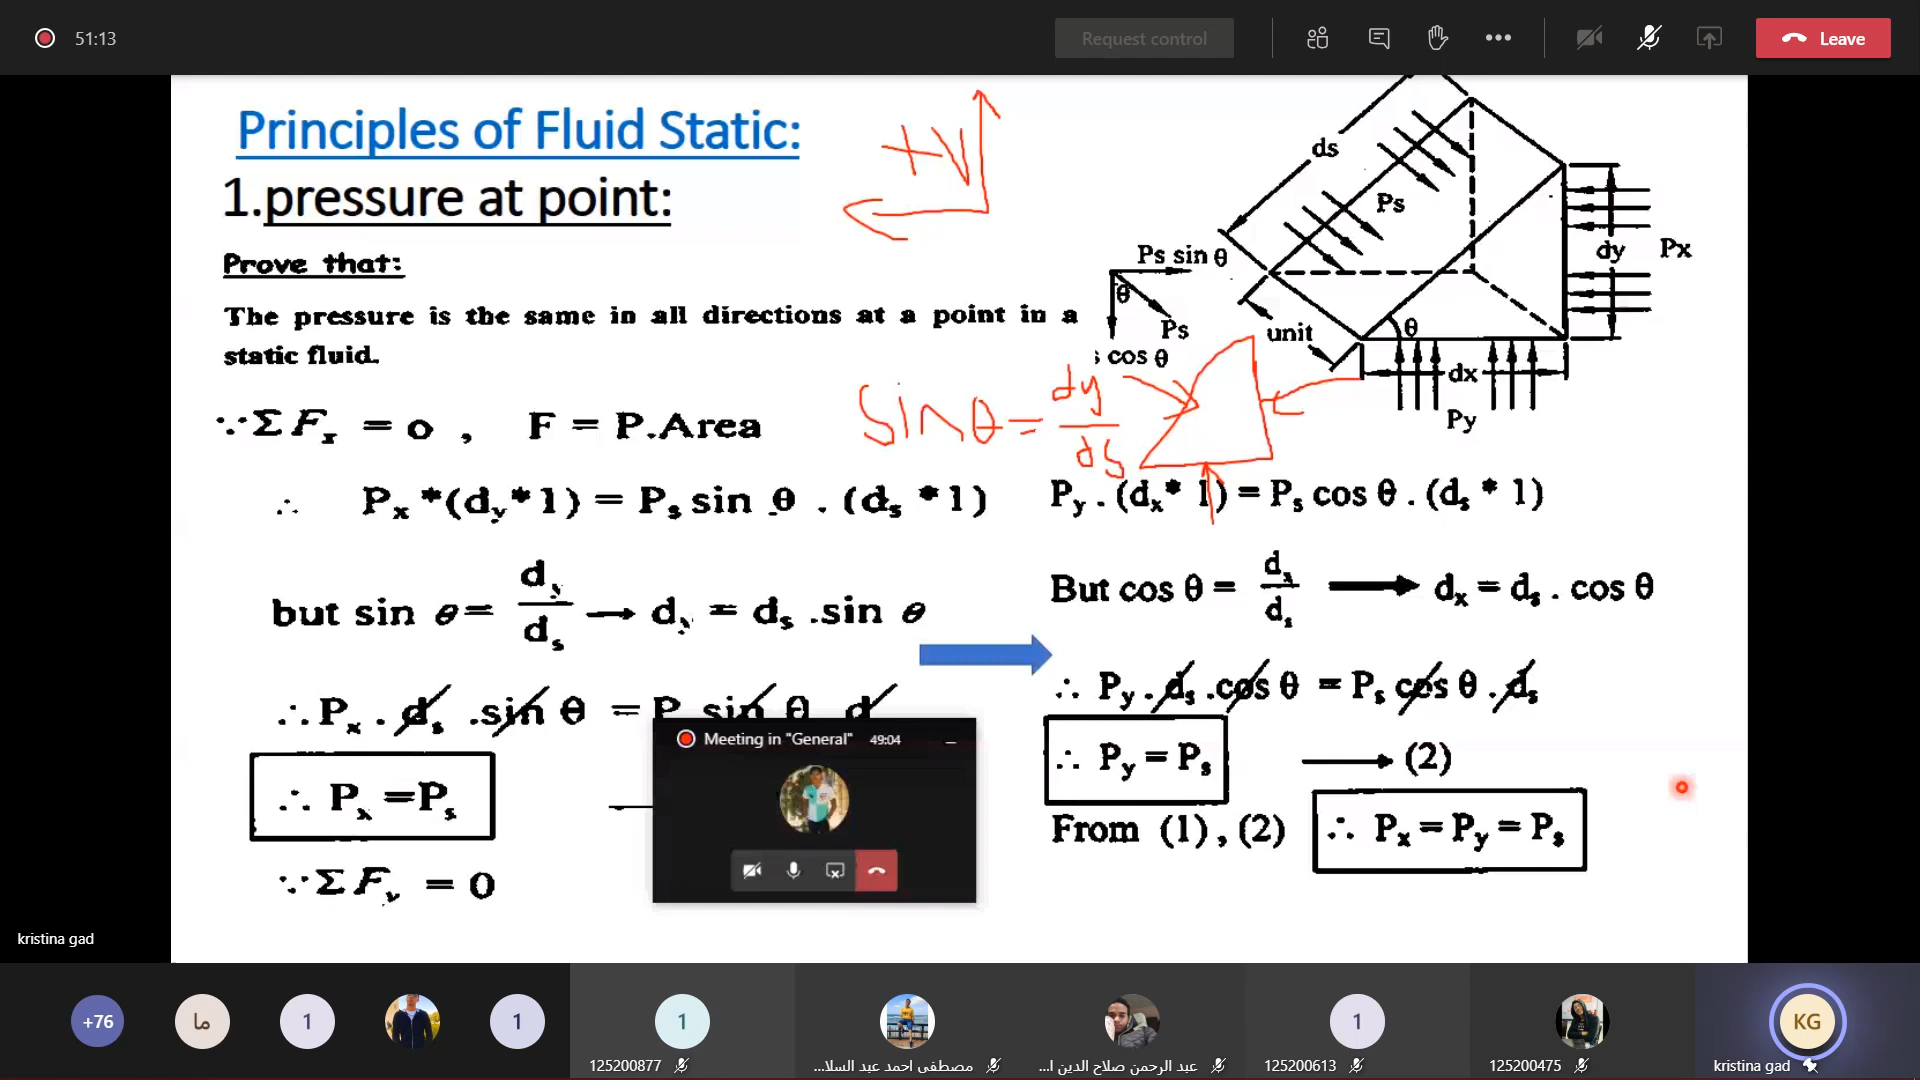 51:13
Request control
Leave
Principles of Fluid Static:
1.pressure at point:
+V
Prove that:
The pressure is the same in all directions at a point in a
static fluid.
∵ Σ Fx = o , F = P.Area
∴ Px *(dy*1) = Ps sin θ . (ds *1)
but sin θ = dy/ds → dy = ds .sin θ
∴ Px . ds .sin θ = P sin θ d
∴ Px =Ps
∵ Σ Fy = 0
ds
Ps
Ps sin θ
θ
Ps
s cos θ
unit
θ
dx
Py
dy
Px
sinθ = dy/ds
Py . (dx* 1) = Ps cos θ . (ds * 1)
But cos θ = dx/ds → dx = ds . cos θ
∴ Py . ds .cos θ = Ps cos θ . ds
∴ Py = Ps → (2)
From (1) , (2) ∴ Px = Py = Ps
Meeting in "General" 49:04
kristina gad
+76
ما
1
1
1
125200877
مصطفى احمد عبد السلا...
عبد الرحمن صلاح الدين ا...
1
125200613
125200475
KG
kristina gad